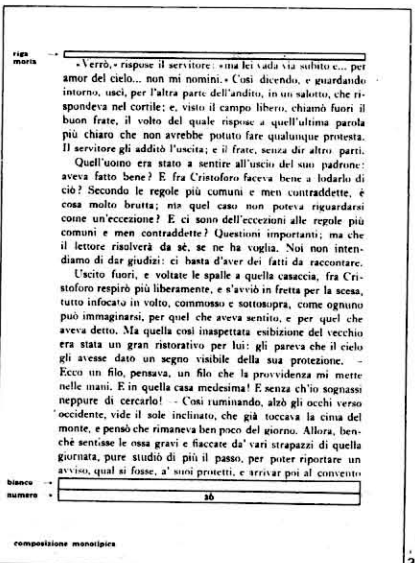 riga
morta
«Verrò,» rispose il servitore: «ma lei vada via subito e... per
amor del cielo... non mi nomini.» Così dicendo, e guardando
intorno, uscì, per l'altra parte dell'andito, in un salotto, che ri-
spondeva nel cortile; e, visto il campo libero, chiamò fuori il
buon frate, il volto del quale rispose a quell'ultima parola
più chiaro che non avrebbe potuto fare qualunque protesta.
Il servitore gli additò l'uscita; e il frate, senza dir altro, partì.
Quell'uomo era stato a sentire all'uscio del suo padrone:
aveva fatto bene? E fra Cristoforo faceva bene a lodarlo di
ciò? Secondo le regole più comuni e men contraddette, è
cosa molto brutta; ma quel caso non poteva riguardarsi
come un'eccezione? E ci sono dell'eccezioni alle regole più
comuni e men contraddette? Questioni importanti; ma che
il lettore risolverà da sè, se ne ha voglia. Noi non inten-
diamo di dar giudizi: ci basta d'aver dei fatti da raccontare.
Uscito fuori, e voltate le spalle a quella casaccia, fra Cri-
stoforo respirò più liberamente, e s'avviò in fretta per la scesa,
tutto infocato in volto, commosso e sottosopra, come ognuno
può immaginarsi, per quel che aveva sentito, e per quel che
aveva detto. Ma quella così inaspettata esibizione del vecchio
era stata un gran ristorativo per lui: gli pareva che il cielo
gli avesse dato un segno visibile della sua protezione. –
Ecco un filo, pensava, un filo che la provvidenza mi mette
nelle mani. E in quella casa medesima! E senza ch'io sognassi
neppure di cercarlo! – Così ruminando, alzò gli occhi verso
occidente, vide il sole inclinato, che già toccava la cima del
monte, e pensò che rimaneva ben poco del giorno. Allora, ben-
chè sentisse le ossa gravi e fiaccate da' vari strapazzi di quella
giornata, pure studiò di più il passo, per poter riportare un
avviso, qual si fosse, a' suoi protetti, e arrivar poi al convento
bianco
numero
26
composizione monotipica